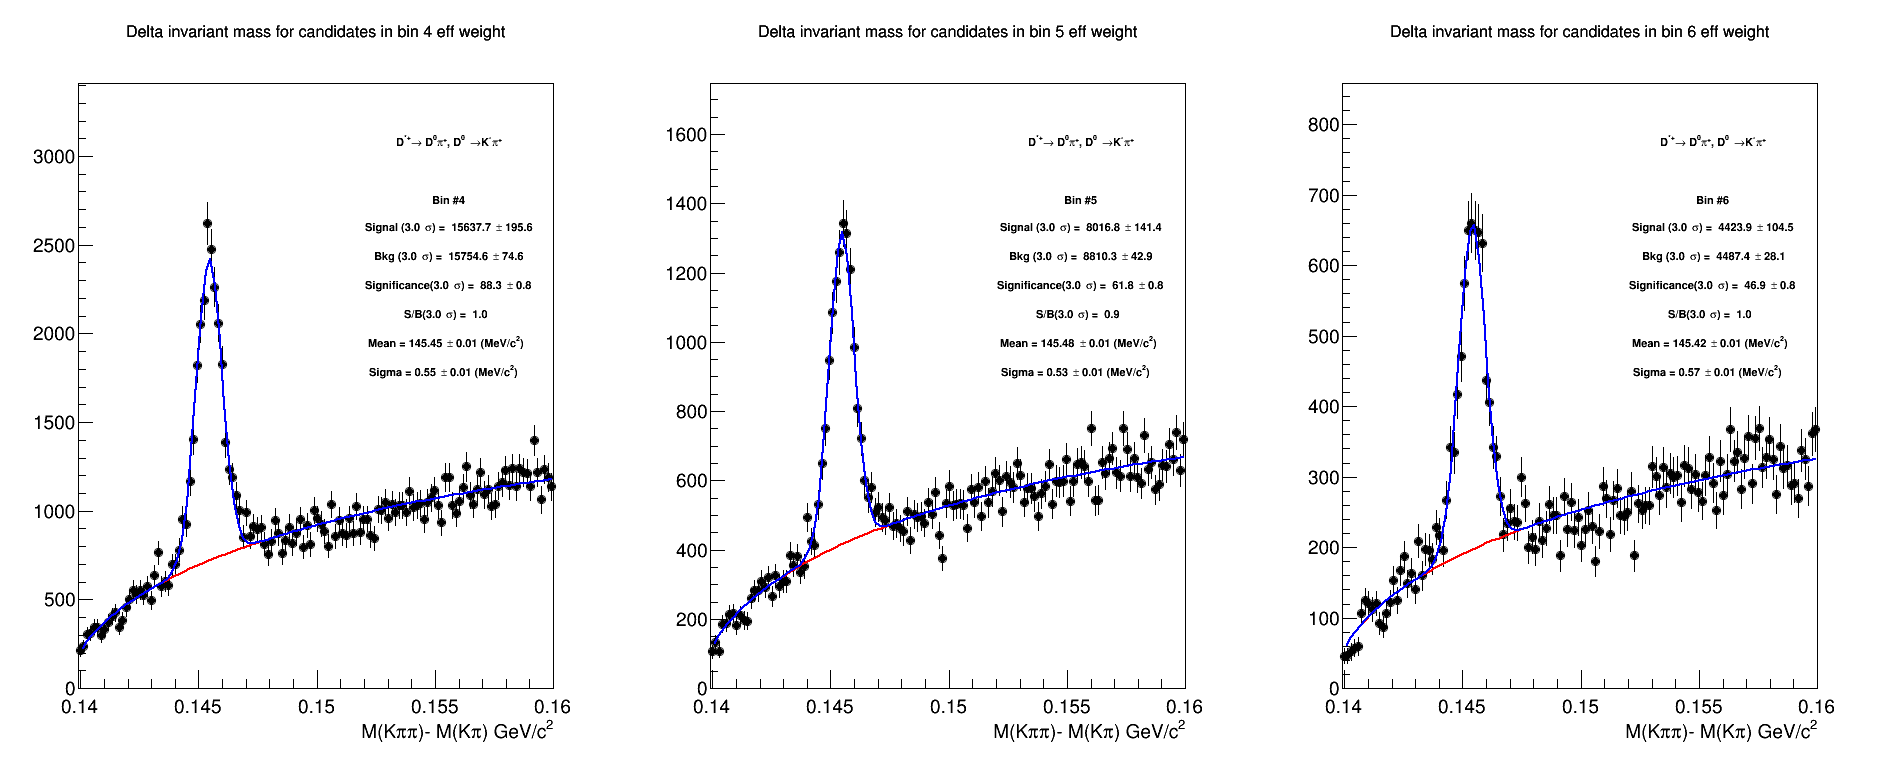 Delta invariant mass for candidates in bin 4 eff weight
D*+→ D0π+, D0 →K-π+
Bin #4
Signal (3.0 σ) = 15637.7 ± 195.6
Bkg (3.0 σ) = 15754.6 ± 74.6
Significance(3.0 σ) = 88.3 ± 0.8
S/B(3.0 σ) = 1.0
Mean = 145.45 ± 0.01 (MeV/c2)
Sigma = 0.55 ± 0.01 (MeV/c2)
3000
2500
2000
1500
1000
500
0
0.14 0.145 0.15 0.155 0.16
M(Kππ)- M(Kπ) GeV/c2
Delta invariant mass for candidates in bin 5 eff weight
D*+→ D0π+, D0 →K-π+
Bin #5
Signal (3.0 σ) = 8016.8 ± 141.4
Bkg (3.0 σ) = 8810.3 ± 42.9
Significance(3.0 σ) = 61.8 ± 0.8
S/B(3.0 σ) = 0.9
Mean = 145.48 ± 0.01 (MeV/c2)
Sigma = 0.53 ± 0.01 (MeV/c2)
1600
1400
1200
1000
800
600
400
200
0
0.14 0.145 0.15 0.155 0.16
M(Kππ)- M(Kπ) GeV/c2
Delta invariant mass for candidates in bin 6 eff weight
D*+→ D0π+, D0 →K-π+
Bin #6
Signal (3.0 σ) = 4423.9 ± 104.5
Bkg (3.0 σ) = 4487.4 ± 28.1
Significance(3.0 σ) = 46.9 ± 0.8
S/B(3.0 σ) = 1.0
Mean = 145.42 ± 0.01 (MeV/c2)
Sigma = 0.57 ± 0.01 (MeV/c2)
800
700
600
500
400
300
200
100
0
0.14 0.145 0.15 0.155 0.16
M(Kππ)- M(Kπ) GeV/c2